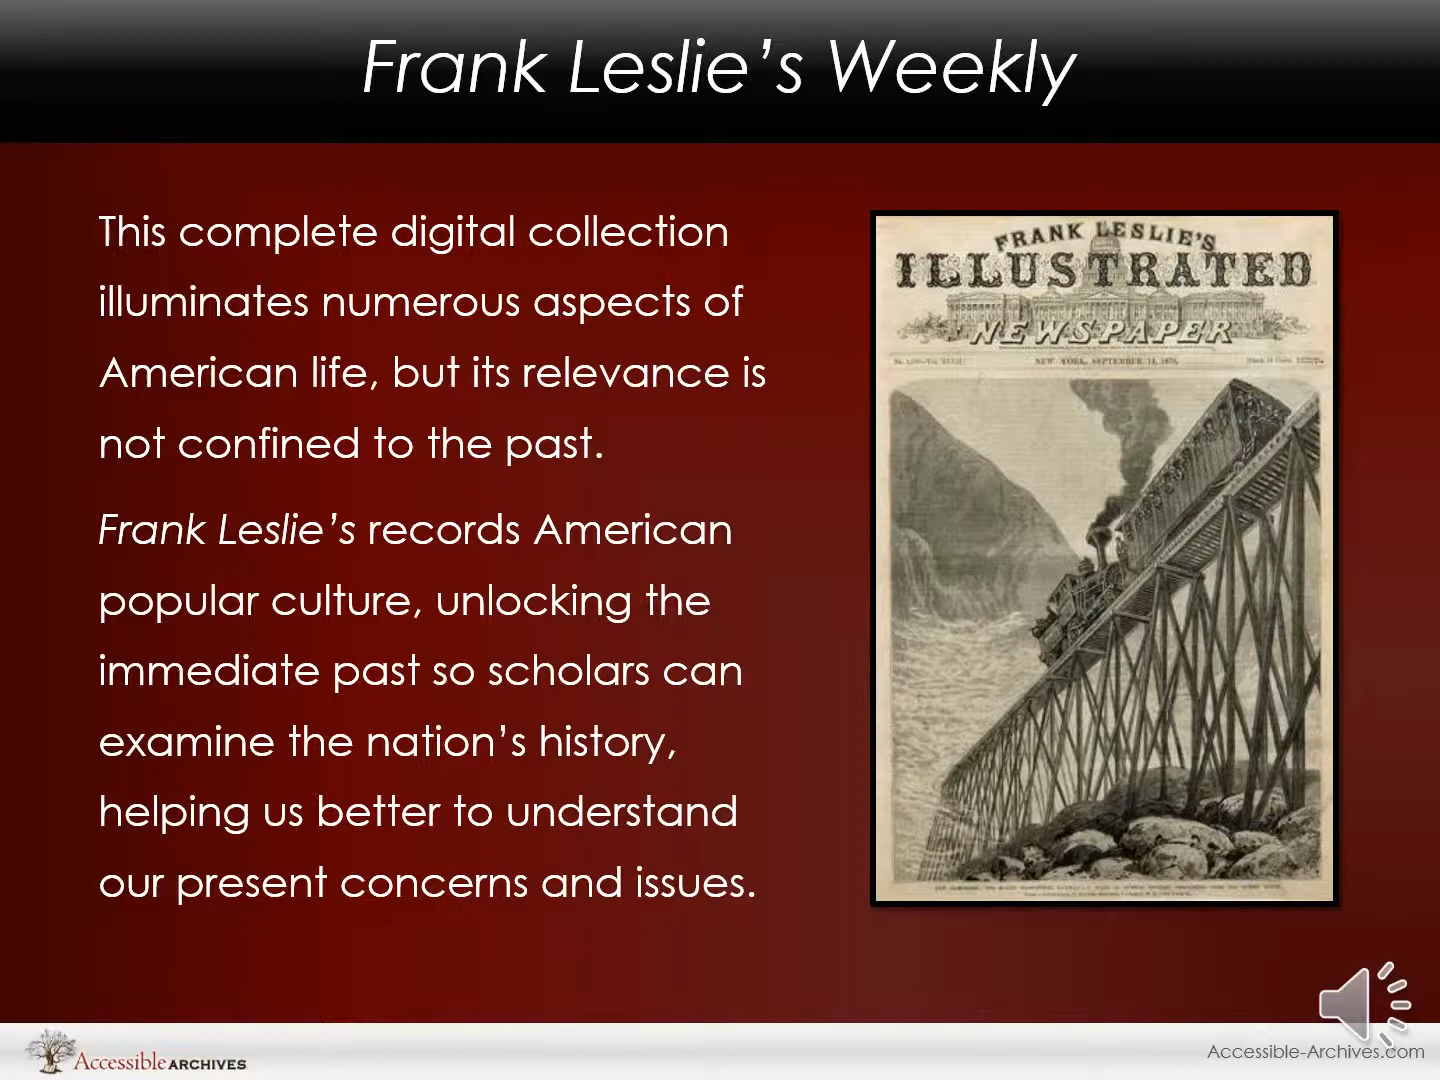 Frank Leslie’s Weekly
This complete digital collection
illuminates numerous aspects of
American life, but its relevance is
not confined to the past.
Frank Leslie’s records American
popular culture, unlocking the
immediate past so scholars can
examine the nation’s history,
helping us better to understand
our present concerns and issues.
FRANK LESLIE'S
ILLUSTRATED
NEWSPAPER
NEW YORK, SEPTEMBER 14, 1878.
Accessible ARCHIVES
Accessible-Archives.com